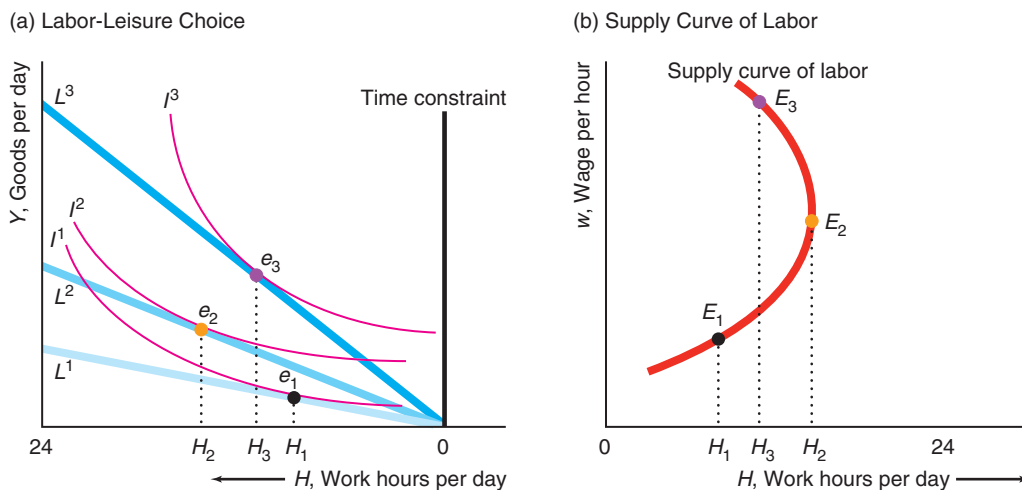 (a) Labor-Leisure Choice
Y, Goods per day
L³
I³
Time constraint
I²
I¹
L²
L¹
e₃
e₂
e₁
24
H₂
H₃
H₁
0
H, Work hours per day
(b) Supply Curve of Labor
w, Wage per hour
Supply curve of labor
E₃
E₂
E₁
0
H₁
H₃
H₂
24
H, Work hours per day